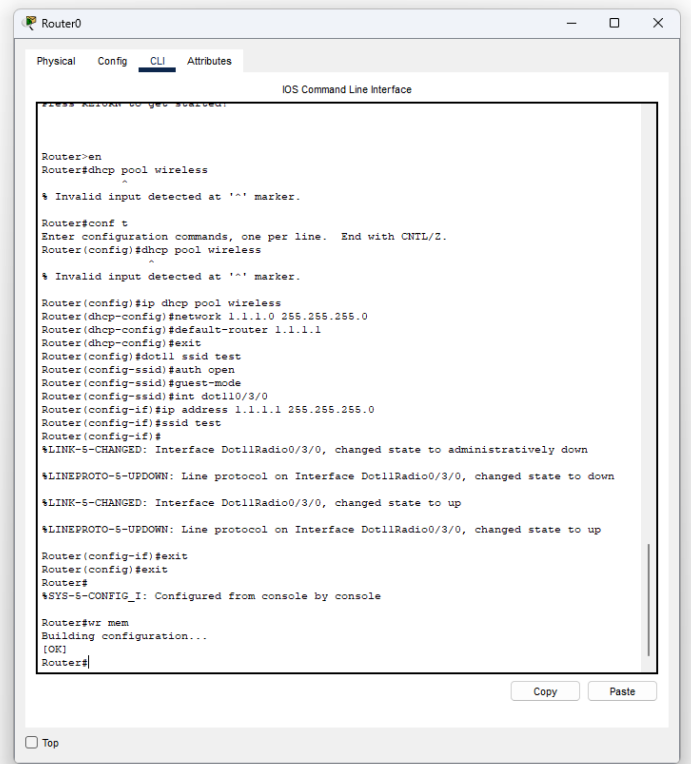 Router0
Physical Config CLI Attributes
IOS Command Line Interface
Press RETURN to get started!
Router>en
Router#dhcp pool wireless
^
% Invalid input detected at '^' marker.
Router#conf t
Enter configuration commands, one per line. End with CNTL/Z.
Router(config)#dhcp pool wireless
^
% Invalid input detected at '^' marker.
Router(config)#ip dhcp pool wireless
Router(dhcp-config)#network 1.1.1.0 255.255.255.0
Router(dhcp-config)#default-router 1.1.1.1
Router(dhcp-config)#exit
Router(config)#dot11 ssid test
Router(config-ssid)#auth open
Router(config-ssid)#guest-mode
Router(config-ssid)#int dot110/3/0
Router(config-if)#ip address 1.1.1.1 255.255.255.0
Router(config-if)#ssid test
Router(config-if)#
%LINK-5-CHANGED: Interface Dot11Radio0/3/0, changed state to administratively down
%LINEPROTO-5-UPDOWN: Line protocol on Interface Dot11Radio0/3/0, changed state to down
%LINK-5-CHANGED: Interface Dot11Radio0/3/0, changed state to up
%LINEPROTO-5-UPDOWN: Line protocol on Interface Dot11Radio0/3/0, changed state to up
Router(config-if)#exit
Router(config)#exit
Router#
%SYS-5-CONFIG_I: Configured from console by console
Router#wr mem
Building configuration...
[OK]
Router#
Copy Paste
Top